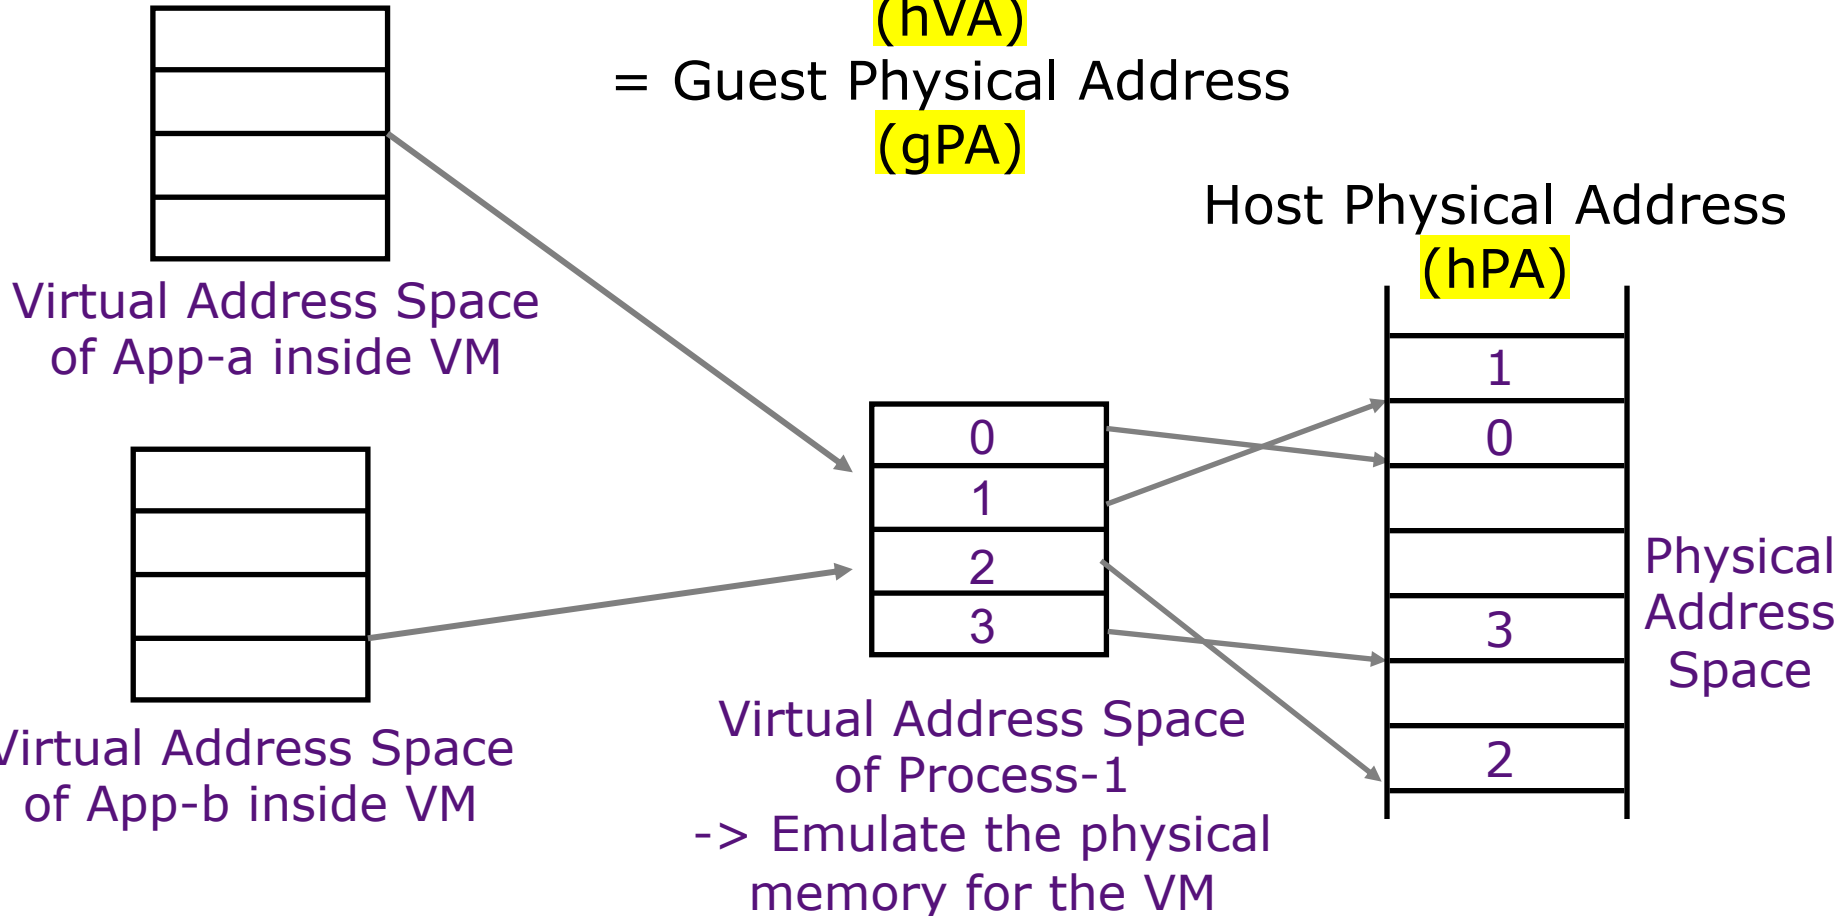 (hVA)
= Guest Physical Address
(gPA)
Host Physical Address
(hPA)
Virtual Address Space
of App-a inside VM
Virtual Address Space
of App-b inside VM
0
1
2
3
Virtual Address Space
of Process-1
-> Emulate the physical
memory for the VM
1
0
3
2
Physical
Address
Space